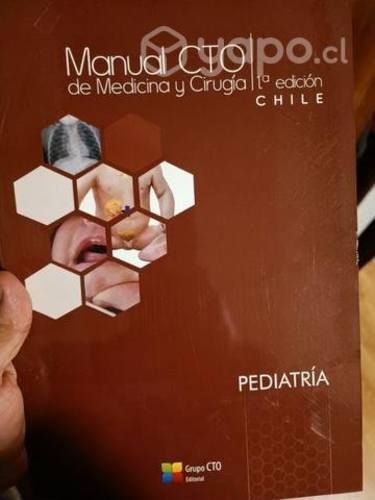 yapo.cl
Manual CTO
de Medicina y Cirugía
1ª edición
CHILE
PEDIATRÍA
Grupo CTO
Editorial